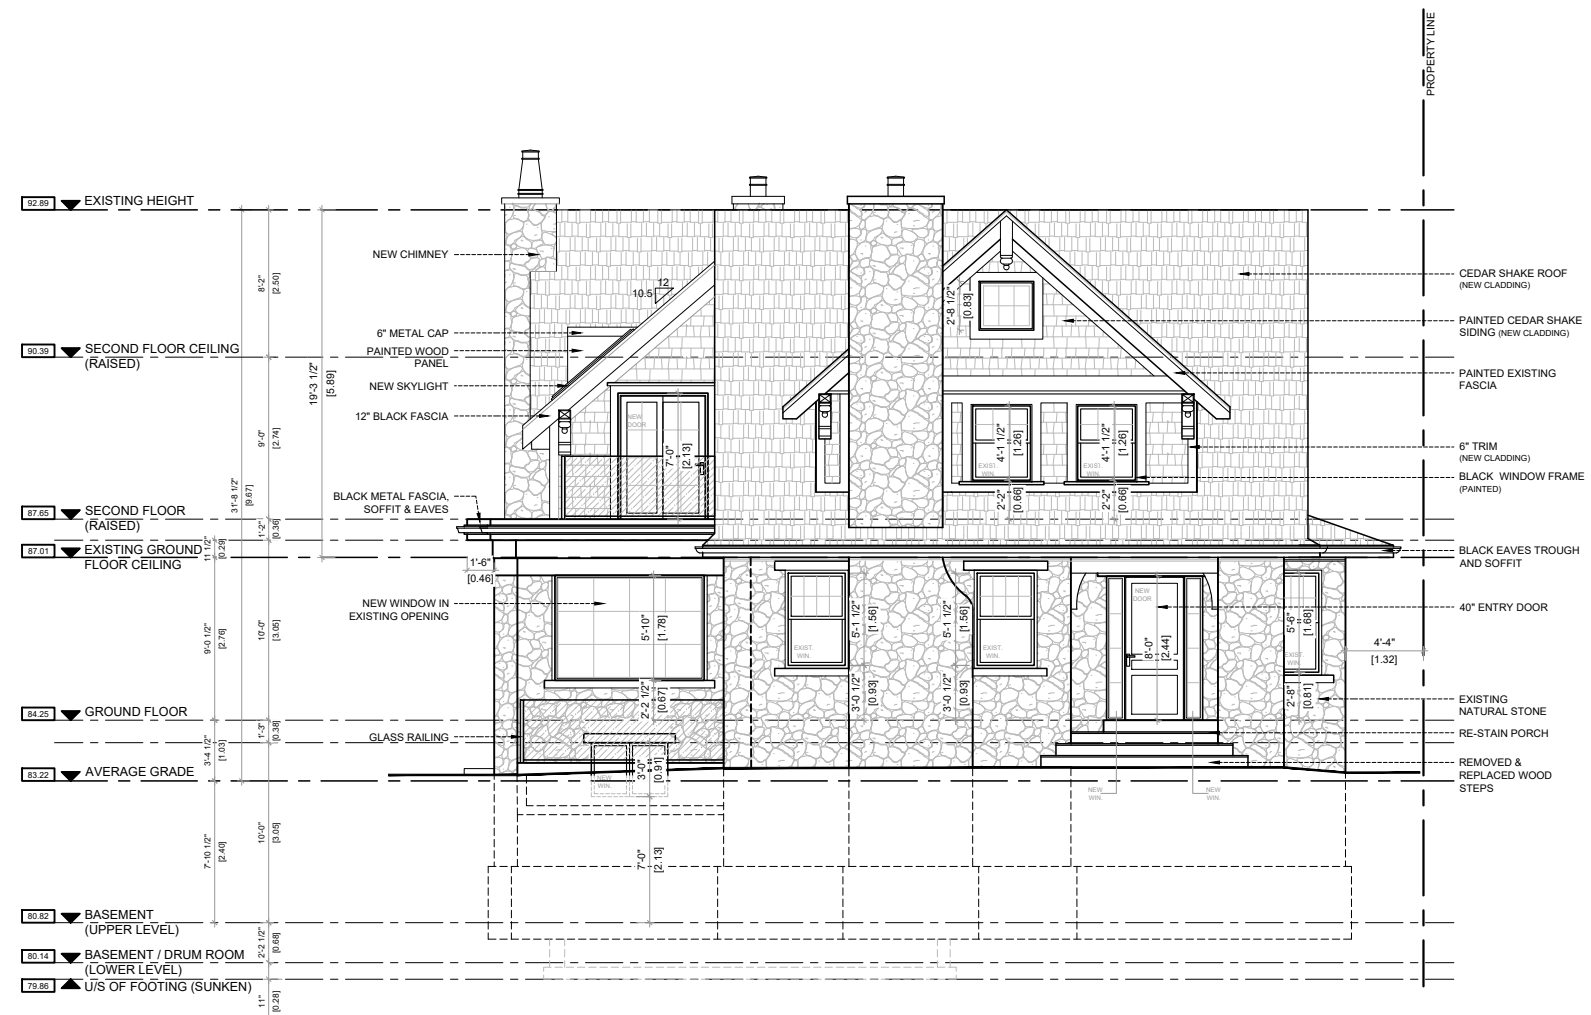 PROPERTY LINE
92.89 EXISTING HEIGHT
90.39 SECOND FLOOR CEILING
(RAISED)
87.65 SECOND FLOOR
(RAISED)
87.01 EXISTING GROUND
FLOOR CEILING
84.25 GROUND FLOOR
83.22 AVERAGE GRADE
80.82 BASEMENT
(UPPER LEVEL)
80.14 BASEMENT / DRUM ROOM
(LOWER LEVEL)
79.86 U/S OF FOOTING (SUNKEN)
8'-2"
[2.50]
9'-0"
[2.74]
1'-2"
[0.36]
10'-0"
[3.05]
1'-3"
[0.38]
10'-0"
[3.05]
2'-2 1/2"
[0.68]
11"
[0.28]
19'-3 1/2"
[5.89]
31'-8 1/2"
[9.67]
11 1/2"
[0.29]
9'-0 1/2"
[2.76]
3'-4 1/2"
[1.03]
7'-10 1/2"
[2.40]
NEW CHIMNEY
6" METAL CAP
PAINTED WOOD
PANEL
NEW SKYLIGHT
12" BLACK FASCIA
BLACK METAL FASCIA,
SOFFIT & EAVES
NEW WINDOW IN
EXISTING OPENING
GLASS RAILING
12
10.5
1'-6"
[0.46]
NEW
DOOR
7'-0"
[2.13]
5'-10"
[1.78]
2'-2 1/2"
[0.67]
3'-0"
[0.91]
NEW
WIN.
7'-0"
[2.13]
2'-8 1/2"
[0.83]
4'-1 1/2"
[1.26]
EXIST.
WIN.
2'-2"
[0.66]
4'-1 1/2"
[1.26]
EXIST.
WIN.
2'-2"
[0.66]
EXIST.
WIN.
5'-1 1/2"
[1.56]
3'-0 1/2"
[0.93]
5'-1 1/2"
[1.56]
3'-0 1/2"
[0.93]
EXIST.
WIN.
NEW
DOOR
8'-0"
[2.44]
NEW
WIN.
NEW
WIN.
5'-6"
[1.68]
EXIST.
WIN.
2'-8"
[0.81]
4'-4"
[1.32]
CEDAR SHAKE ROOF
(NEW CLADDING)
PAINTED CEDAR SHAKE
SIDING (NEW CLADDING)
PAINTED EXISTING
FASCIA
6" TRIM
(NEW CLADDING)
BLACK WINDOW FRAME
(PAINTED)
BLACK EAVES TROUGH
AND SOFFIT
40" ENTRY DOOR
EXISTING
NATURAL STONE
RE-STAIN PORCH
REMOVED &
REPLACED WOOD
STEPS